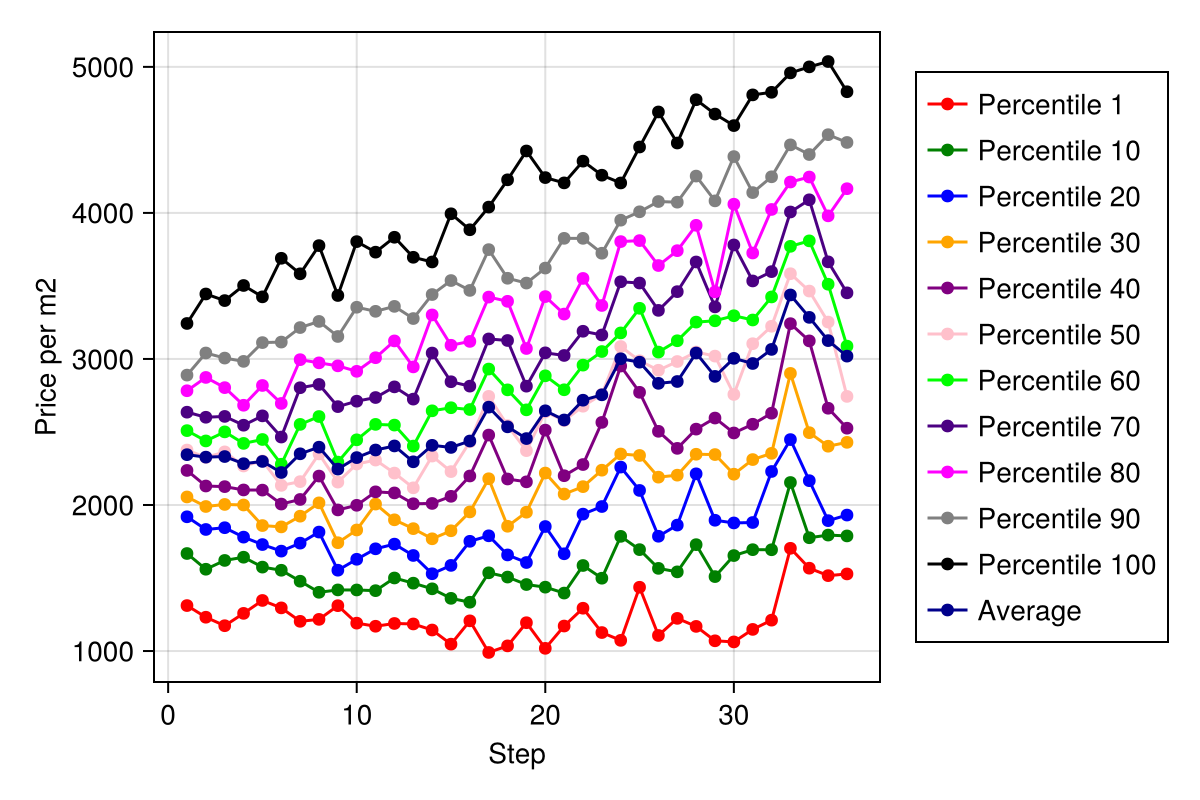 5000
4000
3000
2000
1000
Price per m2
0 10 20 30
Step
Percentile 1
Percentile 10
Percentile 20
Percentile 30
Percentile 40
Percentile 50
Percentile 60
Percentile 70
Percentile 80
Percentile 90
Percentile 100
Average